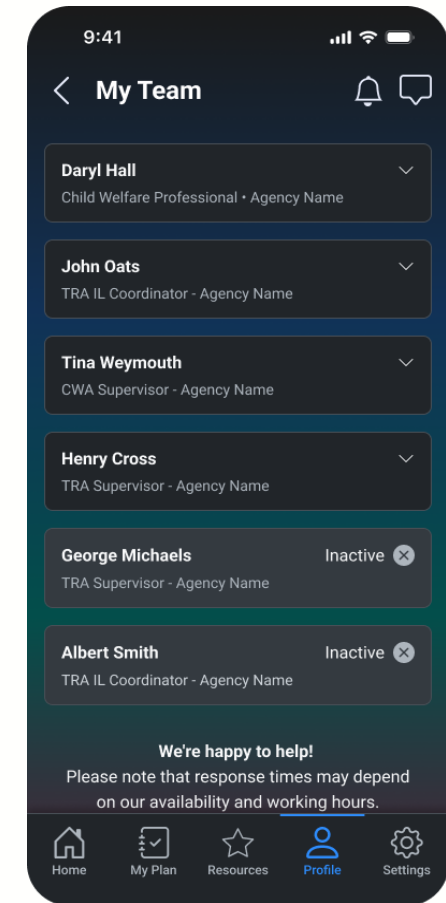 9:41
My Team
Daryl Hall
Child Welfare Professional • Agency Name
John Oats
TRA IL Coordinator - Agency Name
Tina Weymouth
CWA Supervisor - Agency Name
Henry Cross
TRA Supervisor - Agency Name
George Michaels Inactive
TRA Supervisor - Agency Name
Albert Smith Inactive
TRA IL Coordinator - Agency Name
We're happy to help!
Please note that response times may depend
on our availability and working hours.
Home My Plan Resources Profile Settings